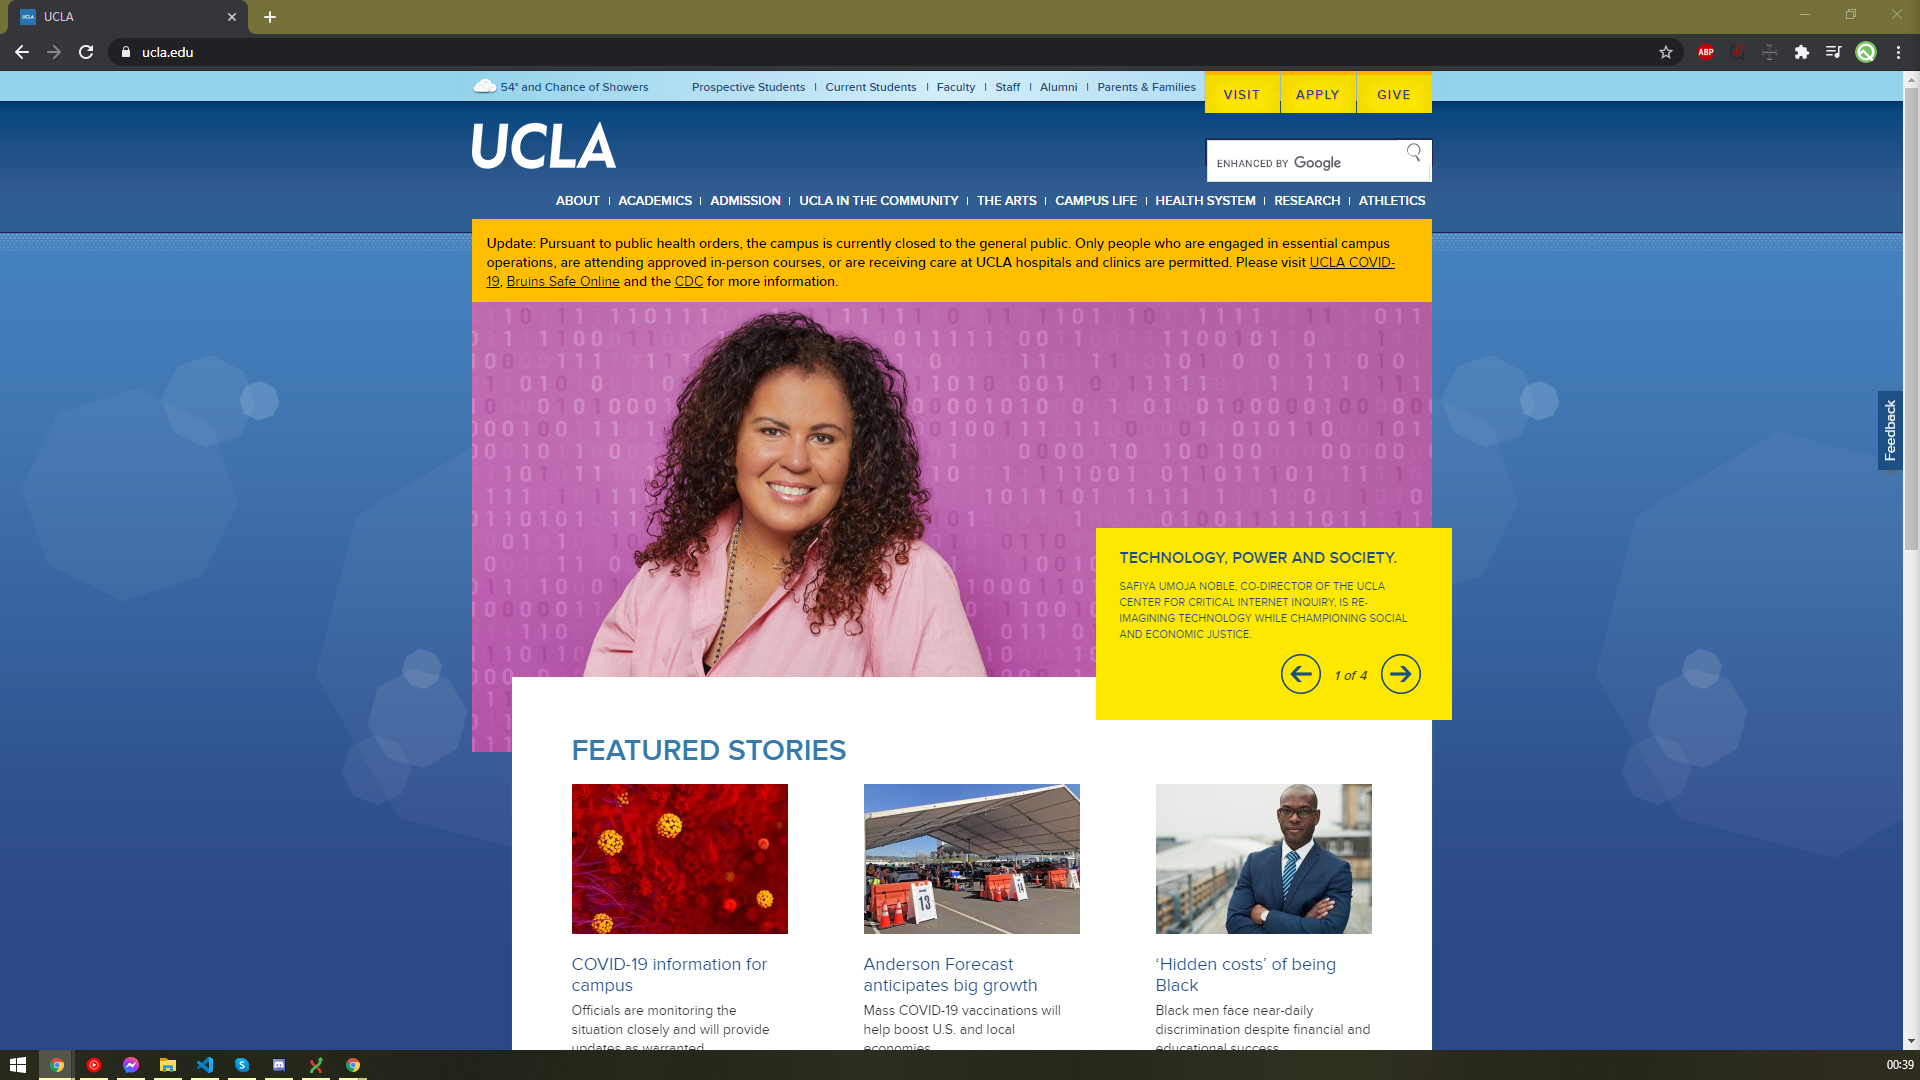 UCLA
ucla.edu
ABP
54° and Chance of Showers
Prospective Students | Current Students | Faculty | Staff | Alumni | Parents & Families
VISIT
APPLY
GIVE
UCLA
ENHANCED BY Google
ABOUT | ACADEMICS | ADMISSION | UCLA IN THE COMMUNITY | THE ARTS | CAMPUS LIFE | HEALTH SYSTEM | RESEARCH | ATHLETICS
Update: Pursuant to public health orders, the campus is currently closed to the general public. Only people who are engaged in essential campus
operations, are attending approved in-person courses, or are receiving care at UCLA hospitals and clinics are permitted. Please visit UCLA COVID-
19, Bruins Safe Online and the CDC for more information.
Feedback
TECHNOLOGY, POWER AND SOCIETY.
SAFIYA UMOJA NOBLE, CO-DIRECTOR OF THE UCLA
CENTER FOR CRITICAL INTERNET INQUIRY, IS RE-
IMAGINING TECHNOLOGY WHILE CHAMPIONING SOCIAL
AND ECONOMIC JUSTICE.
1 of 4
FEATURED STORIES
13
14
COVID-19 information for
campus
Officials are monitoring the
situation closely and will provide
updates as warranted
Anderson Forecast
anticipates big growth
Mass COVID-19 vaccinations will
help boost U.S. and local
economies
‘Hidden costs’ of being
Black
Black men face near-daily
discrimination despite financial and
educational success
00:39